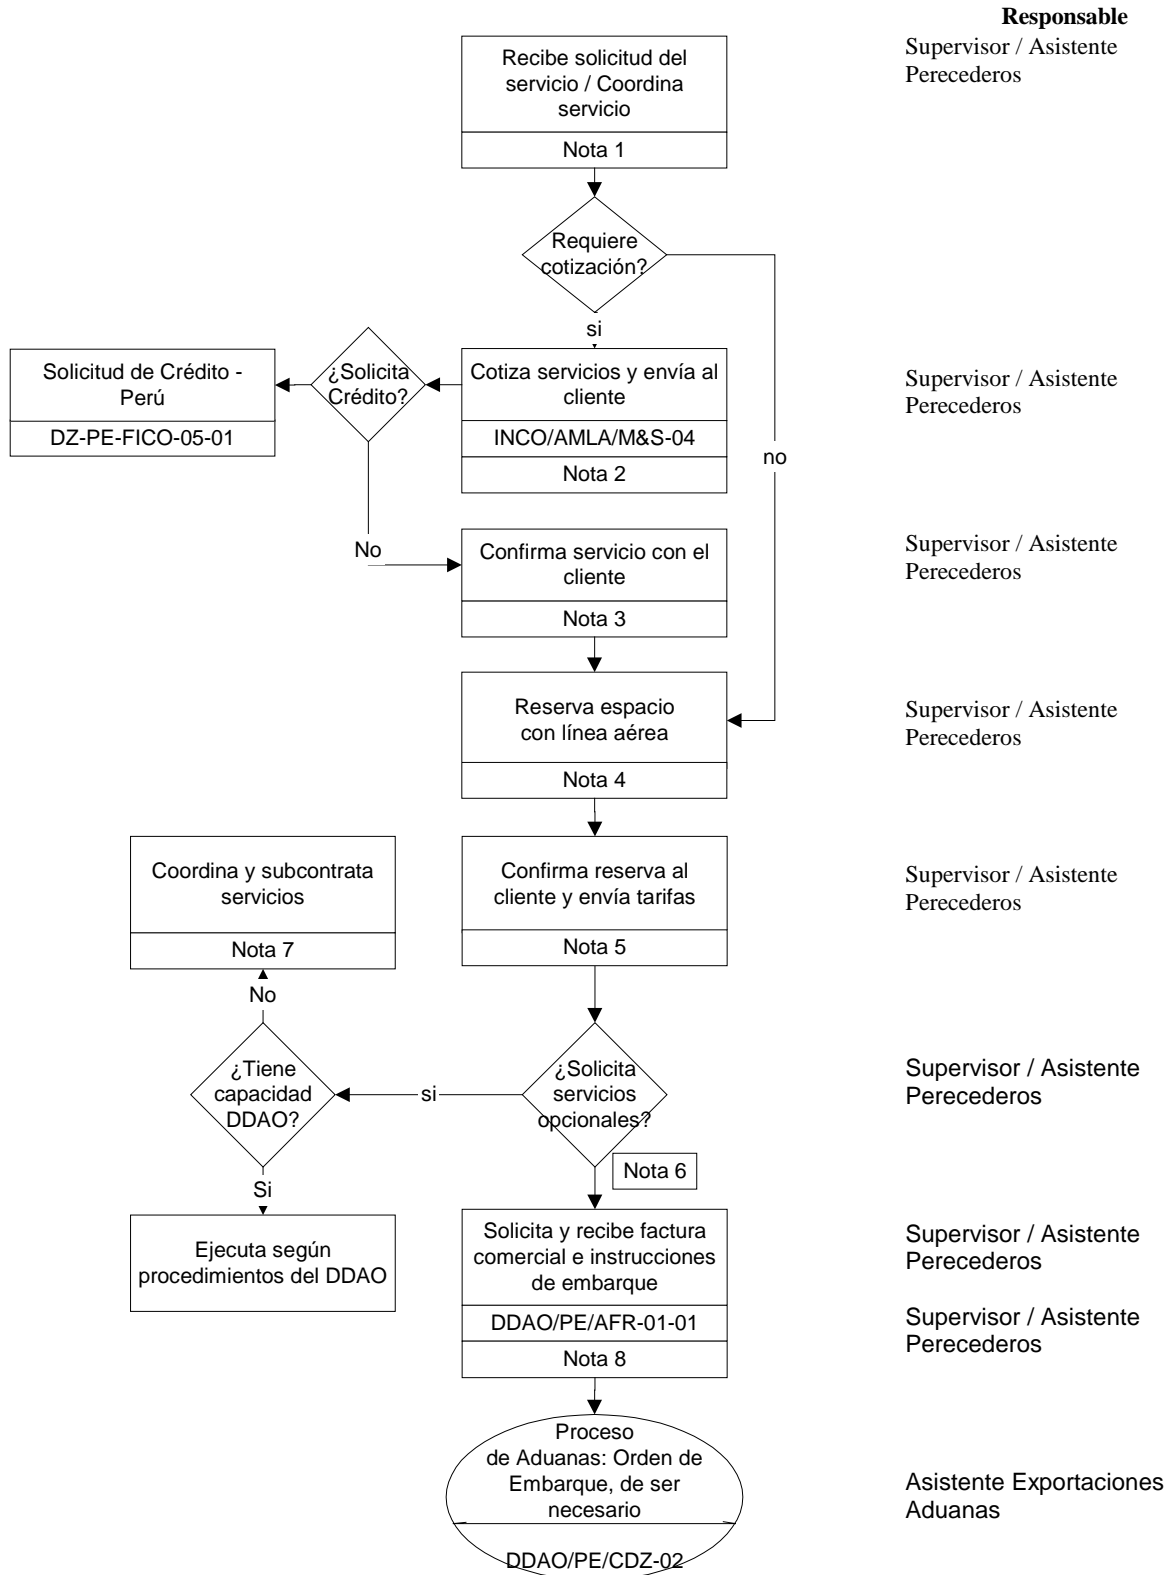 Responsable
Recibe solicitud del
servicio / Coordina
servicio
Nota 1
Supervisor / Asistente
Perecederos
Requiere
cotización?
si
no
Solicitud de Crédito -
Perú
DZ-PE-FICO-05-01
¿Solicita
Crédito?
Cotiza servicios y envía al
cliente
INCO/AMLA/M&S-04
Nota 2
Supervisor / Asistente
Perecederos
No
Confirma servicio con el
cliente
Nota 3
Supervisor / Asistente
Perecederos
Reserva espacio
con línea aérea
Nota 4
Supervisor / Asistente
Perecederos
Coordina y subcontrata
servicios
Nota 7
Confirma reserva al
cliente y envía tarifas
Nota 5
Supervisor / Asistente
Perecederos
No
¿Tiene
capacidad
DDAO?
si
¿Solicita
servicios
opcionales?
Supervisor / Asistente
Perecederos
Nota 6
Si
Ejecuta según
procedimientos del DDAO
Solicita y recibe factura
comercial e instrucciones
de embarque
DDAO/PE/AFR-01-01
Nota 8
Supervisor / Asistente
Perecederos
Supervisor / Asistente
Perecederos
Proceso
de Aduanas: Orden de
Embarque, de ser
necesario
DDAO/PE/CDZ-02
Asistente Exportaciones
Aduanas